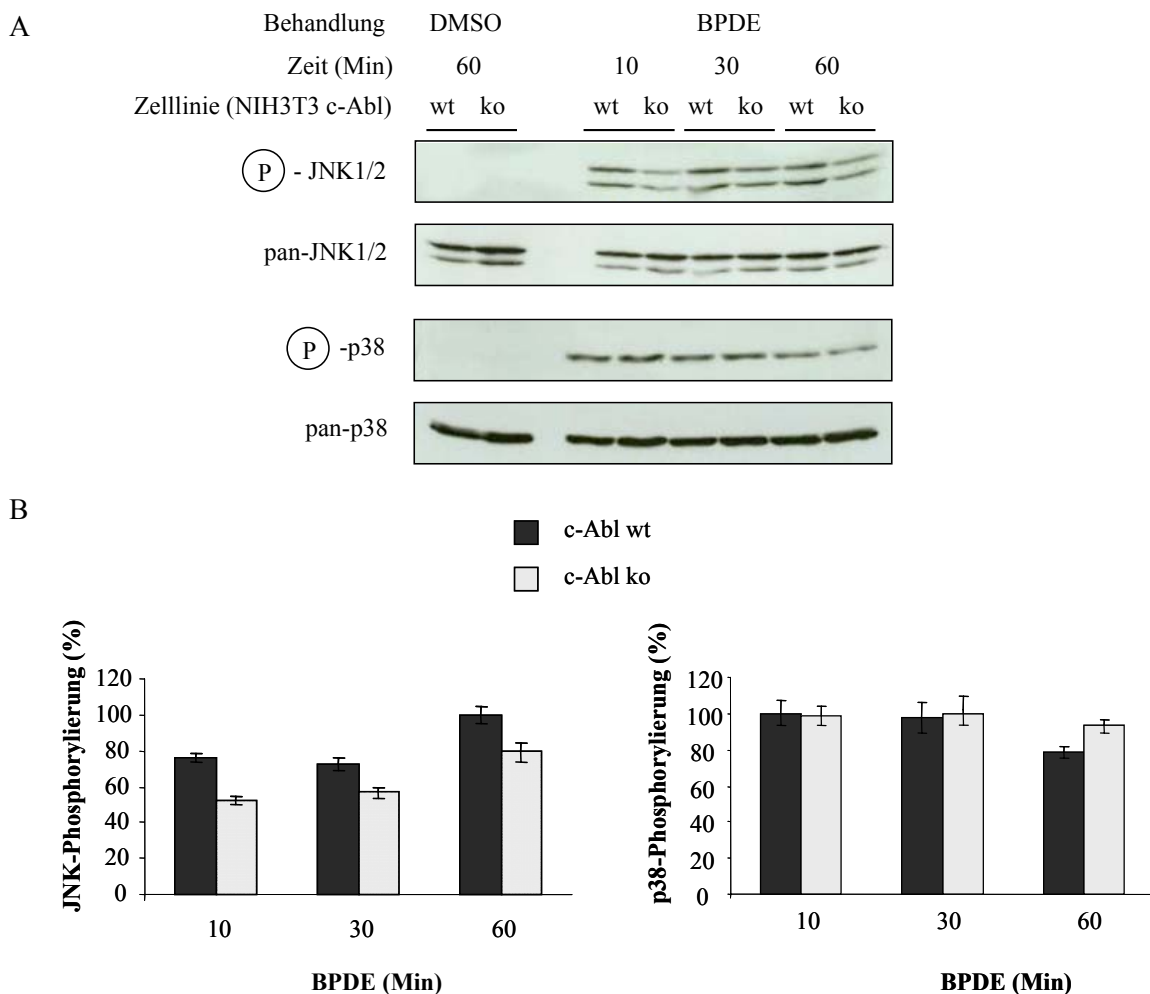 A
Behandlung DMSO BPDE
Zeit (Min) 60 10 30 60
Zelllinie (NIH3T3 c-Abl) wt ko wt ko wt ko wt ko
P - JNK1/2
pan-JNK1/2
P -p38
pan-p38
B
c-Abl wt
c-Abl ko
JNK-Phosphorylierung (%)
120
100
80
60
40
20
0
10 30 60
BPDE (Min)
p38-Phosphorylierung (%)
120
100
80
60
40
20
0
10 30 60
BPDE (Min)